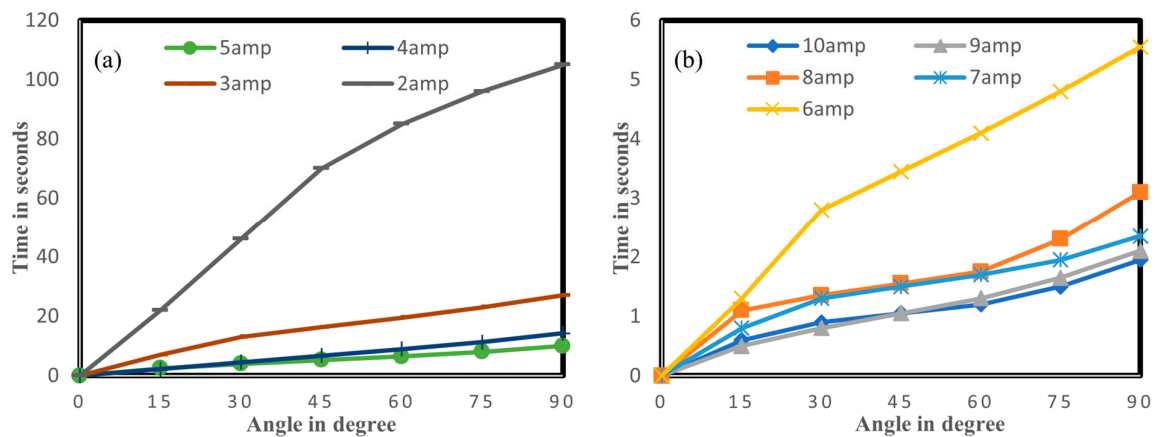 (a)
5amp
4amp
3amp
2amp
Time in seconds
120
100
80
60
40
20
0
0 15 30 45 60 75 90
Angle in degree
(b)
10amp
9amp
8amp
7amp
6amp
Time in seconds
6
5
4
3
2
1
0
0 15 30 45 60 75 90
Angle in degree